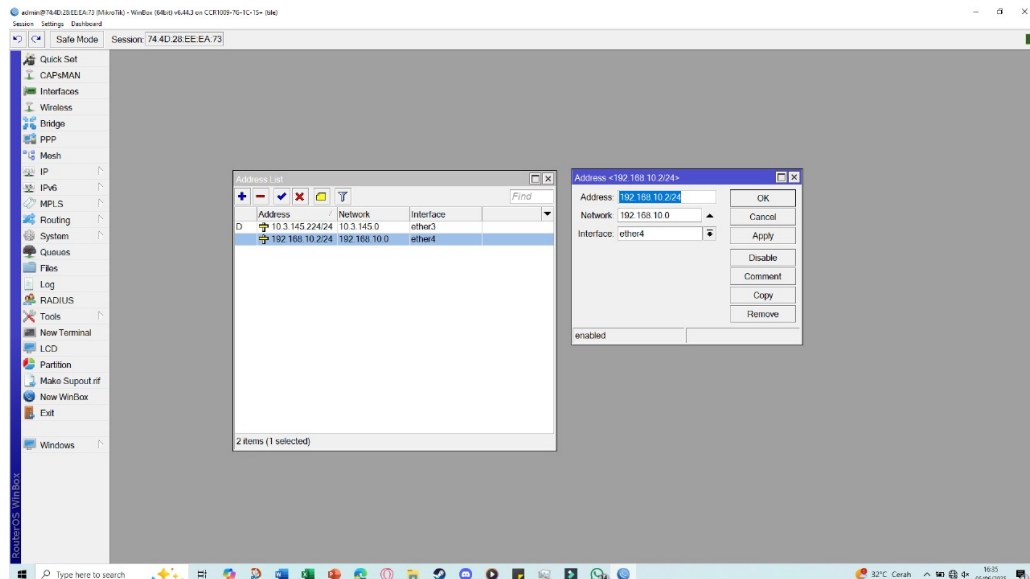 admin@74:4D:28:EE:EA:73 (MikroTik) - WinBox (64bit) v6.44.3 on CCR1009-7G-1C-1S+ (tile)
Session Settings Dashboard
Safe Mode Session: 74:4D:28:EE:EA:73
Quick Set
CAPsMAN
Interfaces
Wireless
Bridge
PPP
Mesh
IP
IPv6
MPLS
Routing
System
Queues
Files
Log
RADIUS
Tools
New Terminal
LCD
Partition
Make Supout.rif
New WinBox
Exit
Windows
RouterOS WinBox
Address List
Find
Address Network Interface
D 10.3.145.224/24 10.3.145.0 ether3
192.168.10.2/24 192.168.10.0 ether4
2 items (1 selected)
Address <192.168.10.2/24>
Address: 192.168.10.2/24
Network: 192.168.10.0
Interface: ether4
OK
Cancel
Apply
Disable
Comment
Copy
Remove
enabled
Type here to search
32°C Cerah
16:35